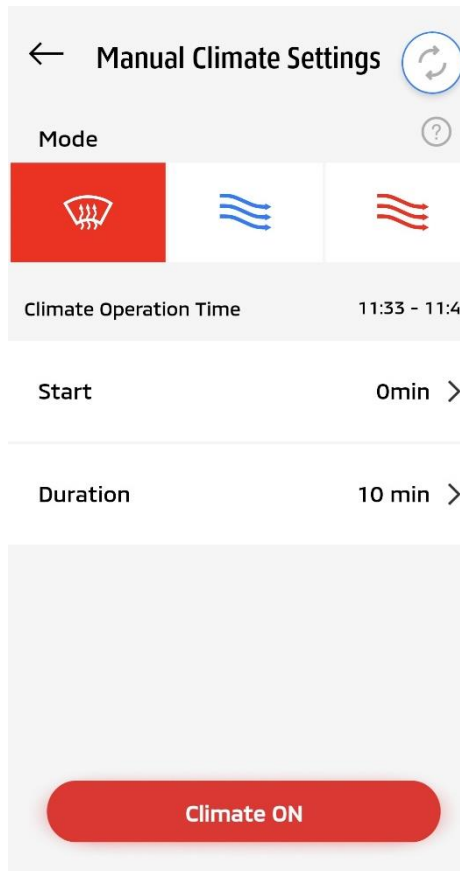 Manual Climate Settings
Mode
?
Climate Operation Time 11:33 - 11:4
Start 0min
Duration 10 min
Climate ON